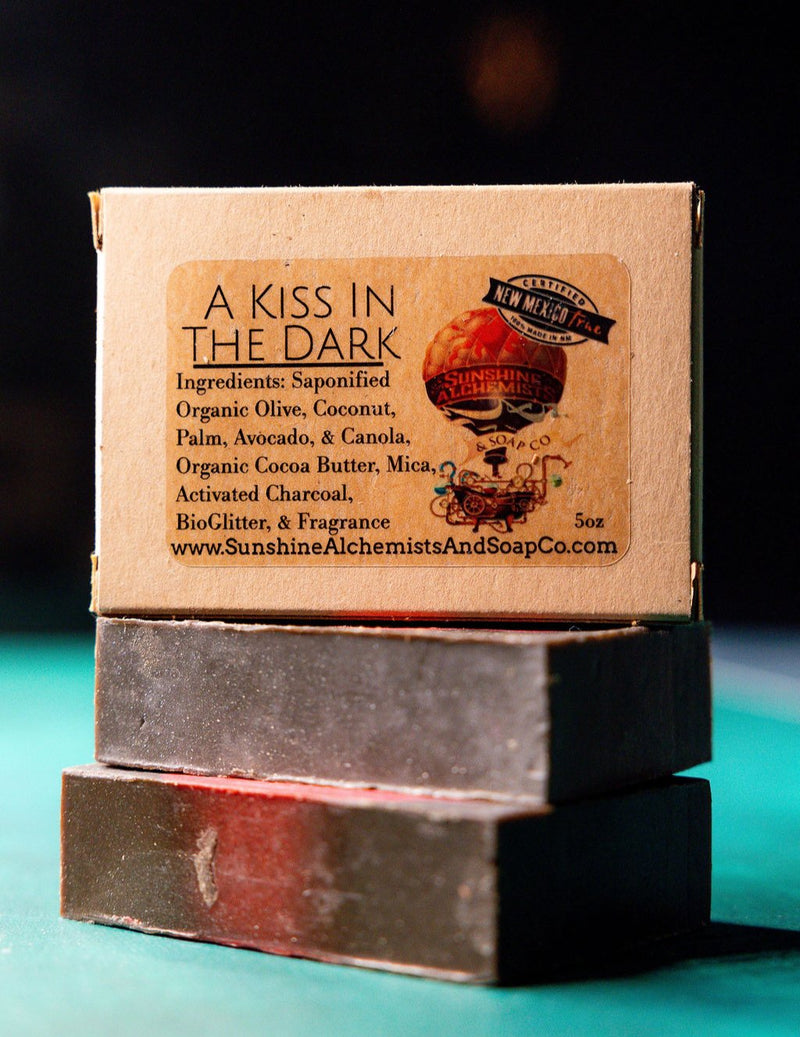 A Kiss In
The Dark
Ingredients: Saponified
Organic Olive, Coconut,
Palm, Avocado, & Canola,
Organic Cocoa Butter, Mica,
Activated Charcoal,
BioGlitter, & Fragrance
CERTIFIED
NEW MEXICO True
100% MADE IN NM
SUNSHINE
ALCHEMISTS
& SOAP CO
5oz
www.SunshineAlchemistsAndSoapCo.com